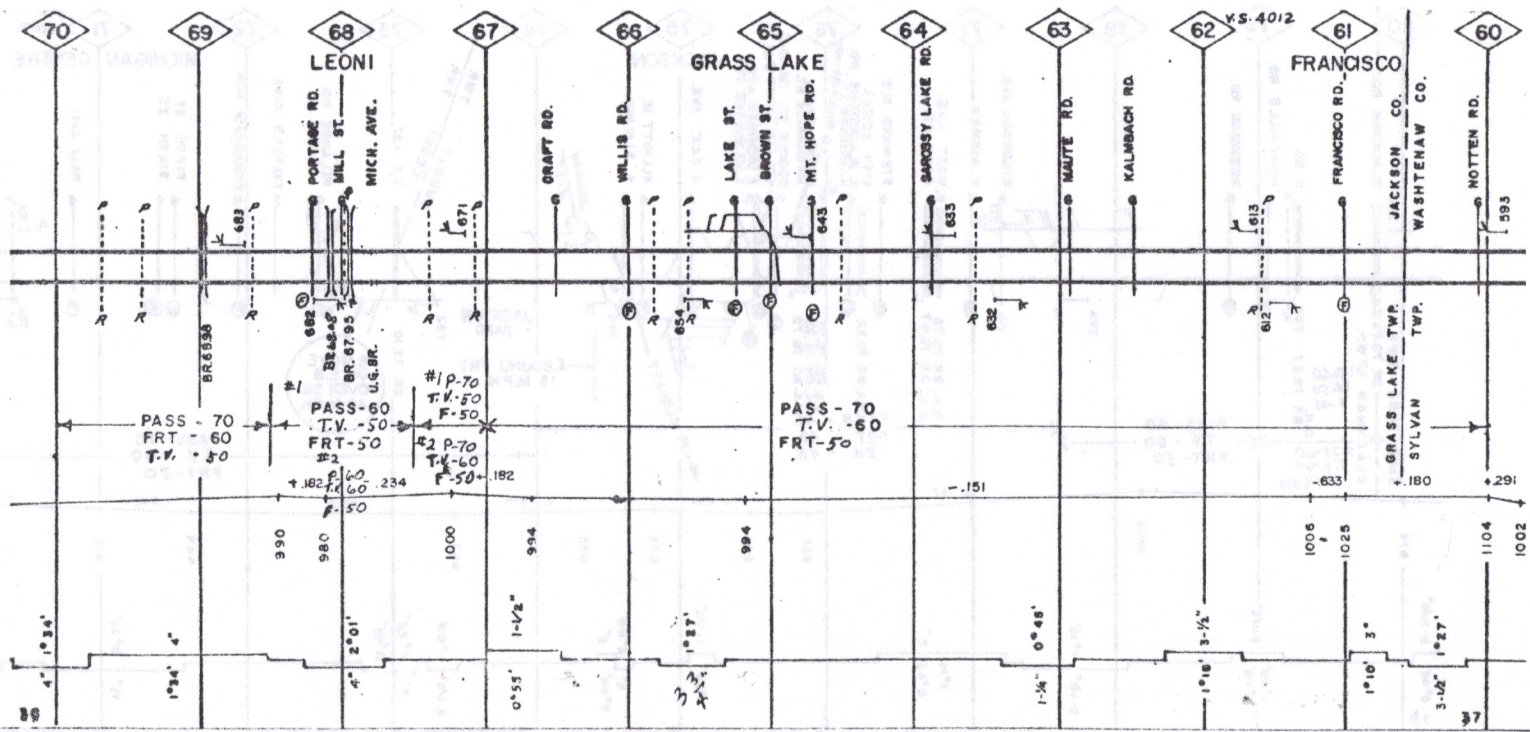 70 69 68 67 66 65 64 63 62 61 60
V.S. 4012
LEONI
GRASS LAKE
FRANCISCO
PORTAGE RD.
MILL ST.
MICH. AVE.
CRAFT RD.
WILLIS RD.
LAKE ST.
BROWN ST.
MT. HOPE RD.
SARGSSY LAKE RD.
MAUTE RD.
KALMBACH RD.
FRANCISCO RD.
JACKSON CO.
WASHTENAW CO.
NOTTEN RD.
683
671
643
633
613
593
682
654
632
612
BR. 68.98
BR. 67.95
U.G. BR.
GRASS LAKE TWP.
SYLVAN TWP.
PASS - 70
FRT - 60
T.V. - 50
#1
PASS-60
T.V. -50
FRT-50
#2
P-60
T.V. 60
F-50
#1 P-70
T.V.-50
F-50
#2 P-70
T.V.-60
F-50
PASS - 70
T.V. - 60
FRT-50
+.182
-.234
+.182
-.151
-.633
-.180
+.291
990
980
1000
994
994
1006
1025
1104
1002
4" 1°34'
1°34' 4"
4" 2°01'
0°55' 1-1/2"
1°27'
1-1/4" 0°45'
1°16' 3-1/2"
1°10' 3"
3-1/2" 1°27'
37